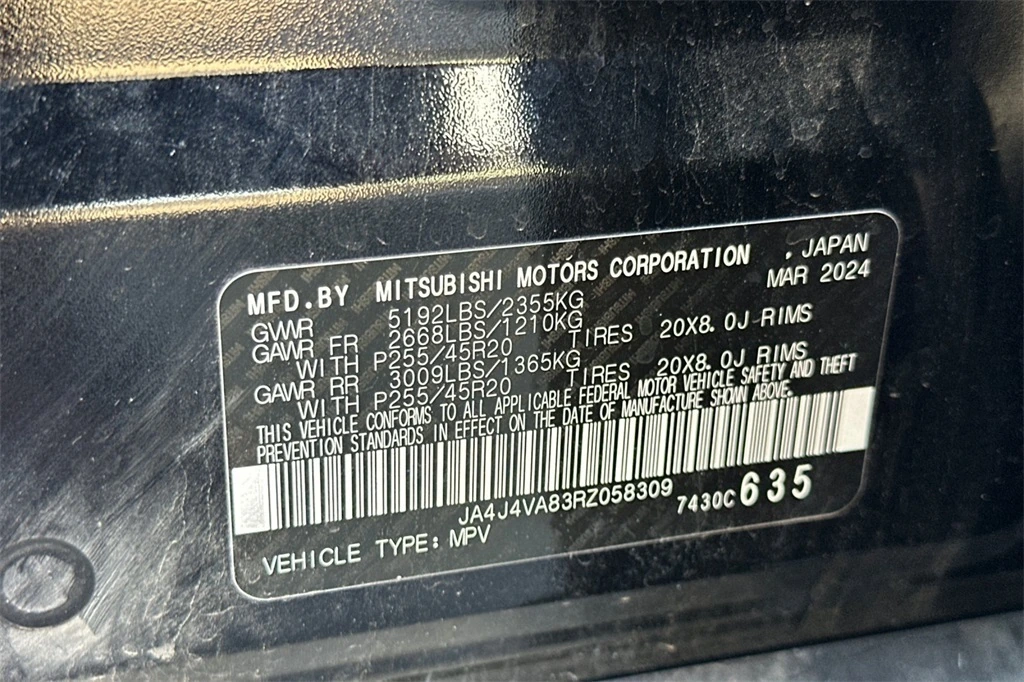 MFD.BY MITSUBISHI MOTORS CORPORATION , JAPAN
MAR 2024
GVWR 5192LBS/2355KG
GAWR FR 2668LBS/1210KG
WITH P255/45R20 TIRES 20X8.0J RIMS
GAWR RR 3009LBS/1365KG
WITH P255/45R20 TIRES 20X8.0J RIMS
THIS VEHICLE CONFORMS TO ALL APPLICABLE FEDERAL MOTOR VEHICLE SAFETY AND THEFT
PREVENTION STANDARDS IN EFFECT ON THE DATE OF MANUFACTURE SHOWN ABOVE.
JA4J4VA83RZ058309 7430C 635
VEHICLE TYPE: MPV